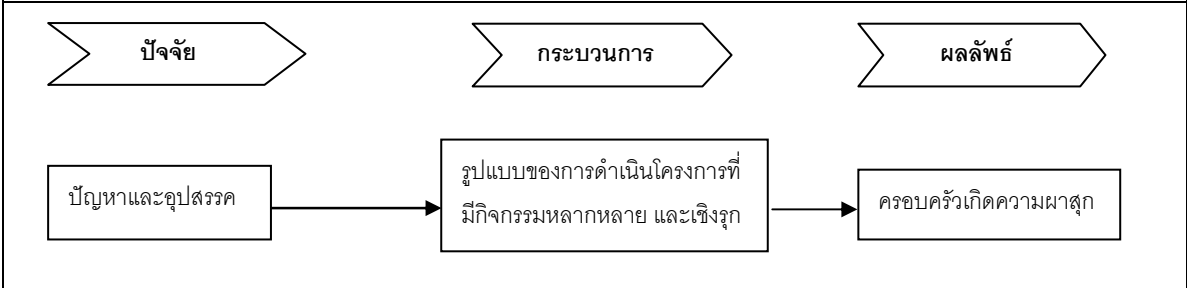 ปัจจัย
กระบวนการ
ผลลัพธ์
ปัญหาและอุปสรรค
รูปแบบของการดำเนินโครงการที่
มีกิจกรรมหลากหลาย และเชิงรุก
ครอบครัวเกิดความผาสุก